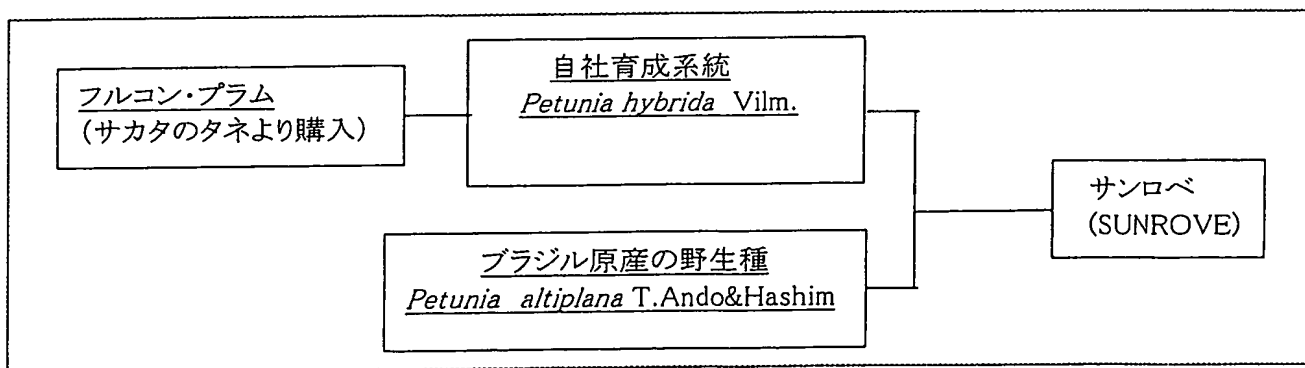 フルコン・プラム
(サカタのタネより購入)
自社育成系統
Petunia hybrida Vilm.
ブラジル原産の野生種
Petunia altiplana T.Ando&Hashim
サンロベ
(SUNROVE)